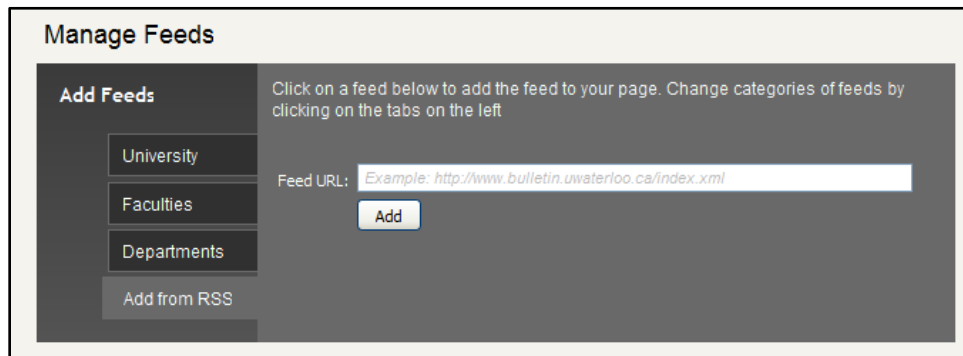 Manage Feeds
Add Feeds
Click on a feed below to add the feed to your page. Change categories of feeds by
clicking on the tabs on the left
University
Faculties
Departments
Add from RSS
Feed URL: Example: http://www.bulletin.uwaterloo.ca/index.xml
Add